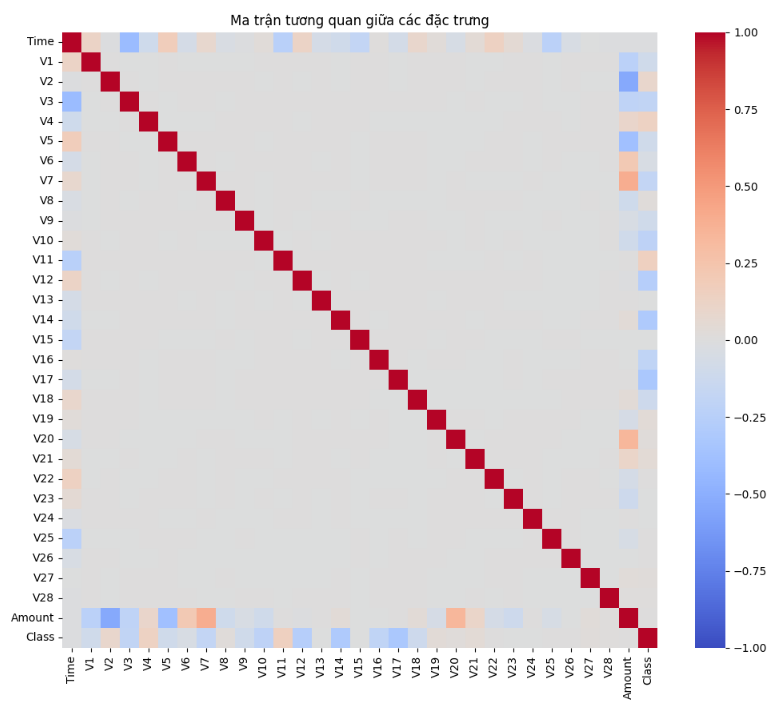 Ma trận tương quan giữa các đặc trưng
Time
V1
V2
V3
V4
V5
V6
V7
V8
V9
V10
V11
V12
V13
V14
V15
V16
V17
V18
V19
V20
V21
V22
V23
V24
V25
V26
V27
V28
Amount
Class
Time
V1
V2
V3
V4
V5
V6
V7
V8
V9
V10
V11
V12
V13
V14
V15
V16
V17
V18
V19
V20
V21
V22
V23
V24
V25
V26
V27
V28
Amount
Class
1.00
0.75
0.50
0.25
0.00
−0.25
−0.50
−0.75
−1.00